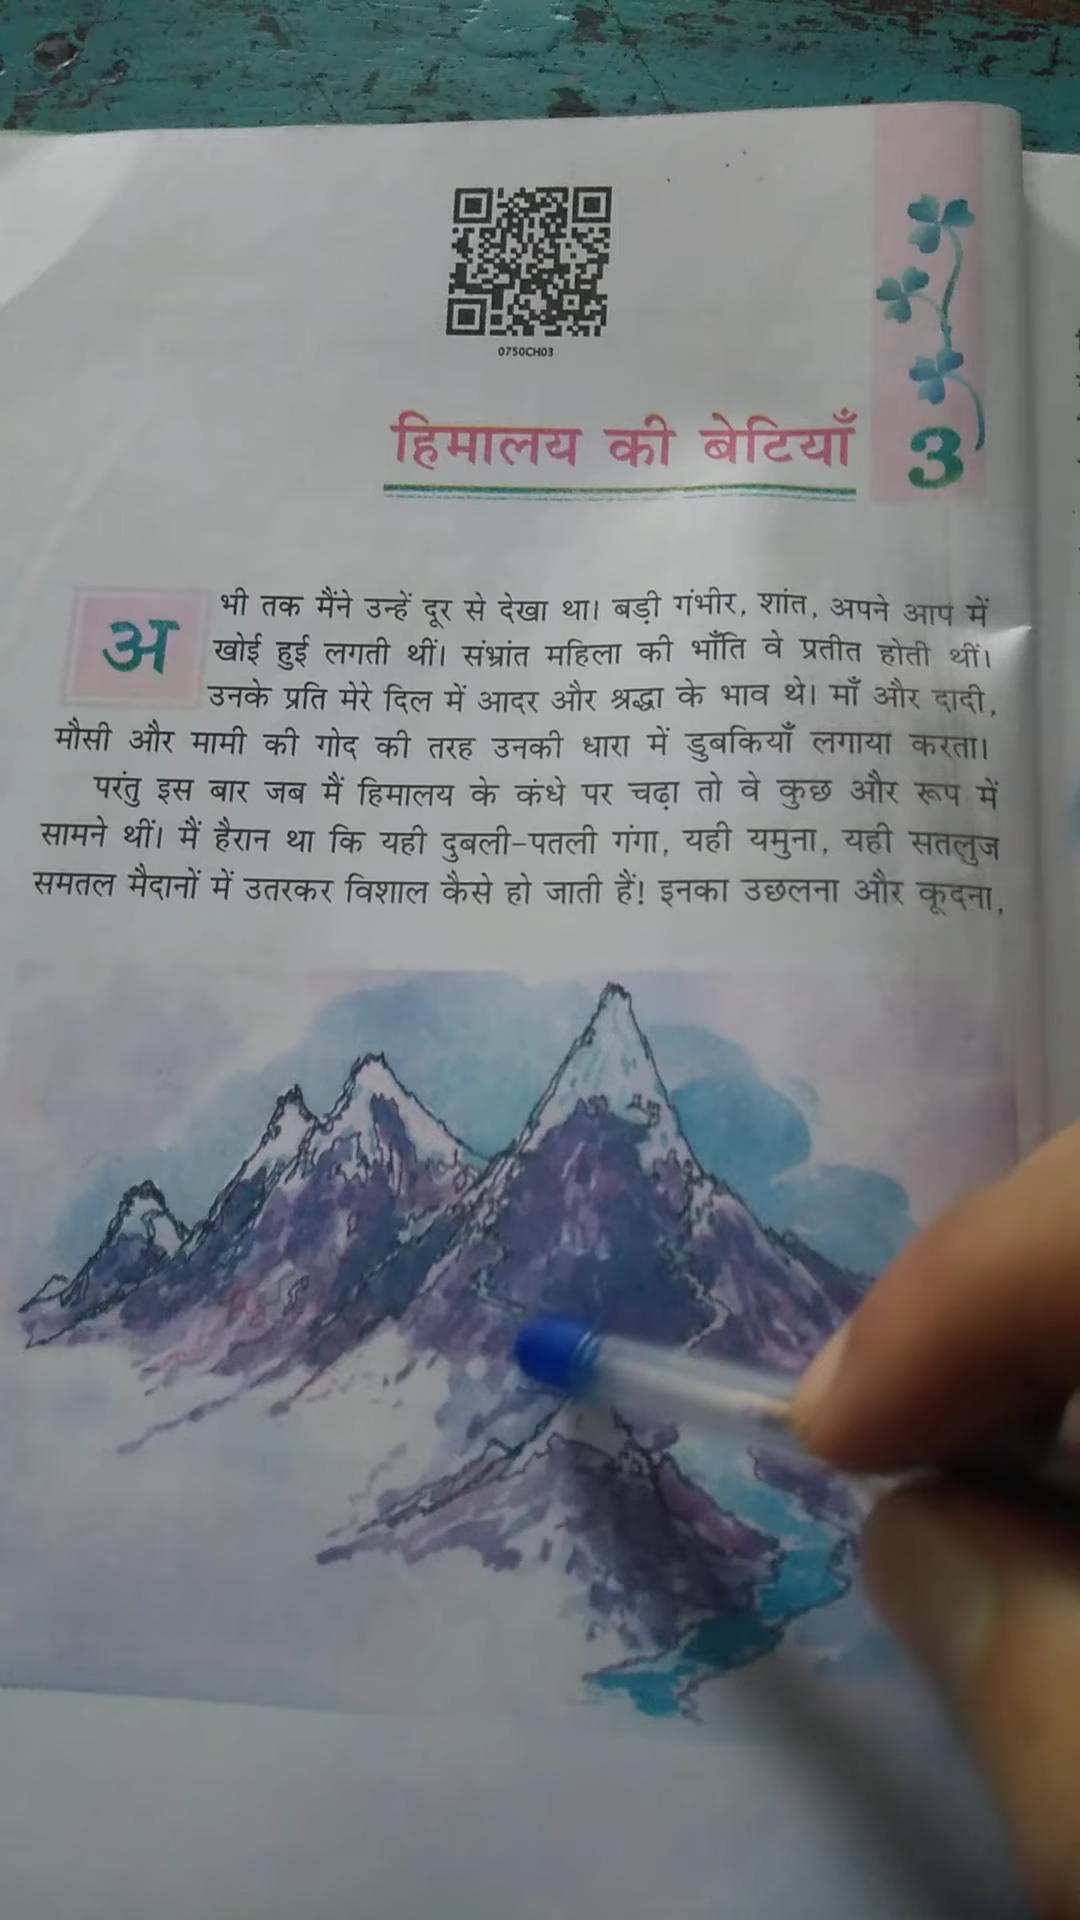 0750CH03
हिमालय की बेटियाँ
3
अभी तक मैंने उन्हें दूर से देखा था। बड़ी गंभीर, शांत, अपने आप में
खोई हुई लगती थीं। संभ्रांत महिला की भाँति वे प्रतीत होती थीं।
उनके प्रति मेरे दिल में आदर और श्रद्धा के भाव थे। माँ और दादी,
मौसी और मामी की गोद की तरह उनकी धारा में डुबकियाँ लगाया करता।
परंतु इस बार जब मैं हिमालय के कंधे पर चढ़ा तो वे कुछ और रूप में
सामने थीं। मैं हैरान था कि यही दुबली-पतली गंगा, यही यमुना, यही सतलुज
समतल मैदानों में उतरकर विशाल कैसे हो जाती हैं! इनका उछलना और कूदना,